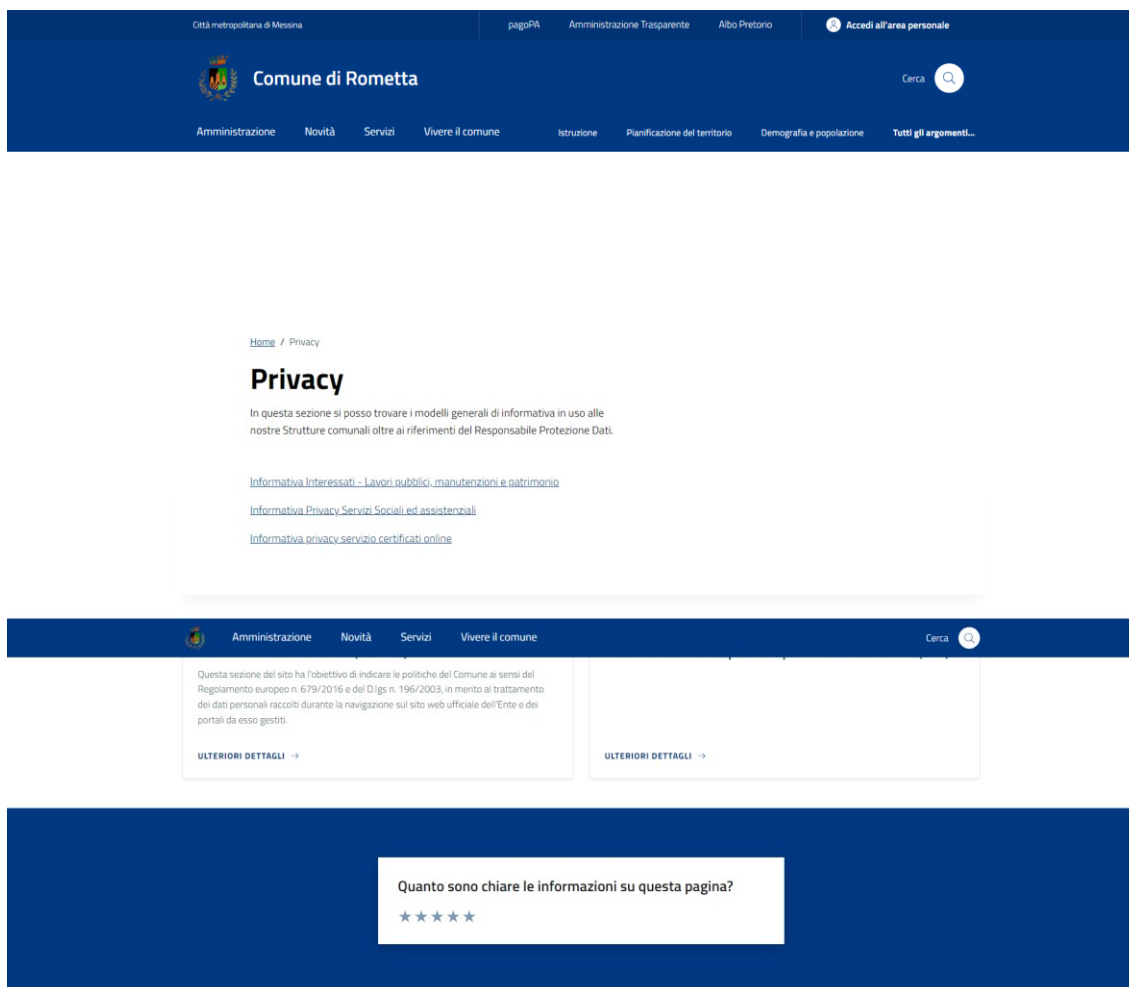 Città metropolitana di Messina
pagoPA
Amministrazione Trasparente
Albo Pretorio
Accedi all'area personale
Comune di Rometta
Cerca
Amministrazione
Novità
Servizi
Vivere il comune
Istruzione
Pianificazione del territorio
Demografia e popolazione
Tutti gli argomenti...
Home / Privacy
Privacy
In questa sezione si posso trovare i modelli generali di informativa in uso alle
nostre Strutture comunali oltre ai riferimenti del Responsabile Protezione Dati.
Informativa Interessati - Lavori pubblici, manutenzioni e patrimonio
Informativa Privacy Servizi Sociali ed assistenziali
Informativa privacy servizio certificati online
Amministrazione
Novità
Servizi
Vivere il comune
Cerca
Questa sezione del sito ha l'obiettivo di indicare le politiche del Comune ai sensi del
Regolamento europeo n. 679/2016 e del D.lgs n. 196/2003, in merito al trattamento
dei dati personali raccolti durante la navigazione sul sito web ufficiale dell'Ente e dei
portali da esso gestiti.
ULTERIORI DETTAGLI
ULTERIORI DETTAGLI
Quanto sono chiare le informazioni su questa pagina?